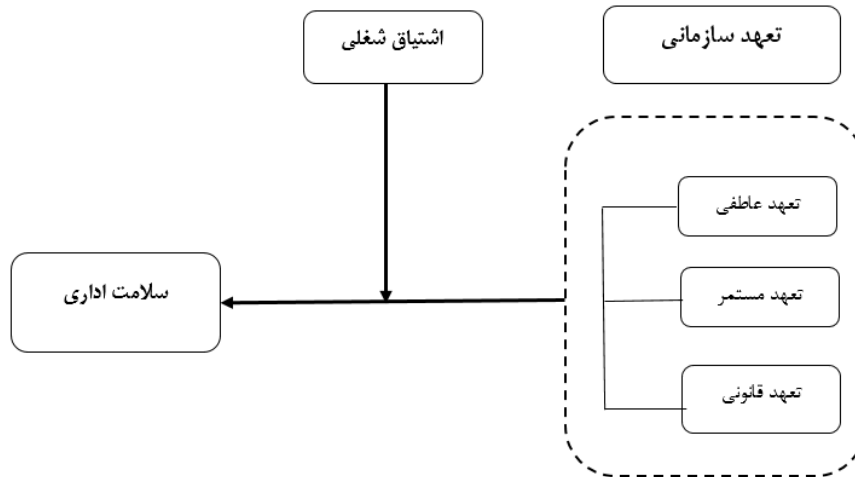 تعهد سازمانی
اشتیاق شغلی
تعهد عاطفی
تعهد مستمر
تعهد قانونی
سلامت اداری